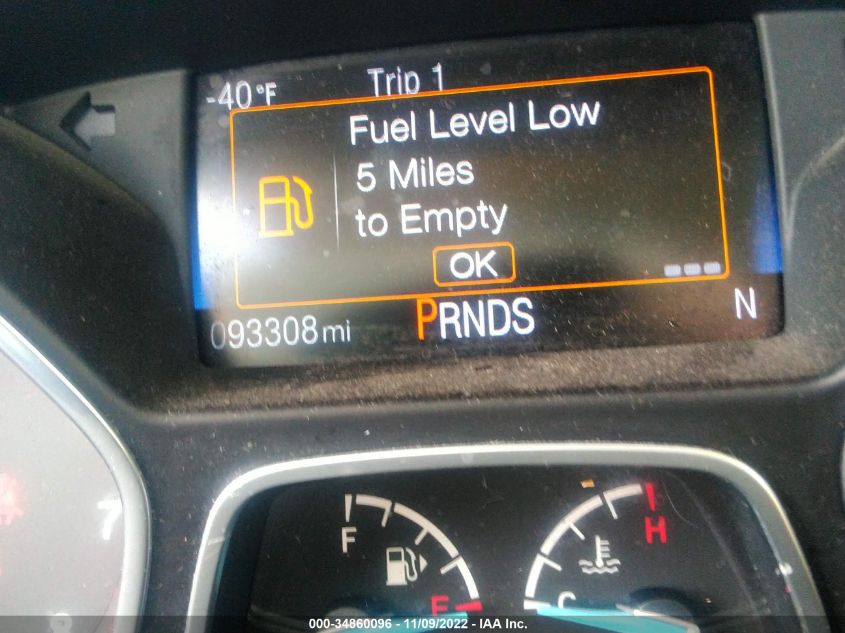 -40°F Trip 1
Fuel Level Low
5 Miles
to Empty
OK
093308mi PRNDS N
7
F H
E C
000-34860096 - 11/09/2022 - IAA Inc.